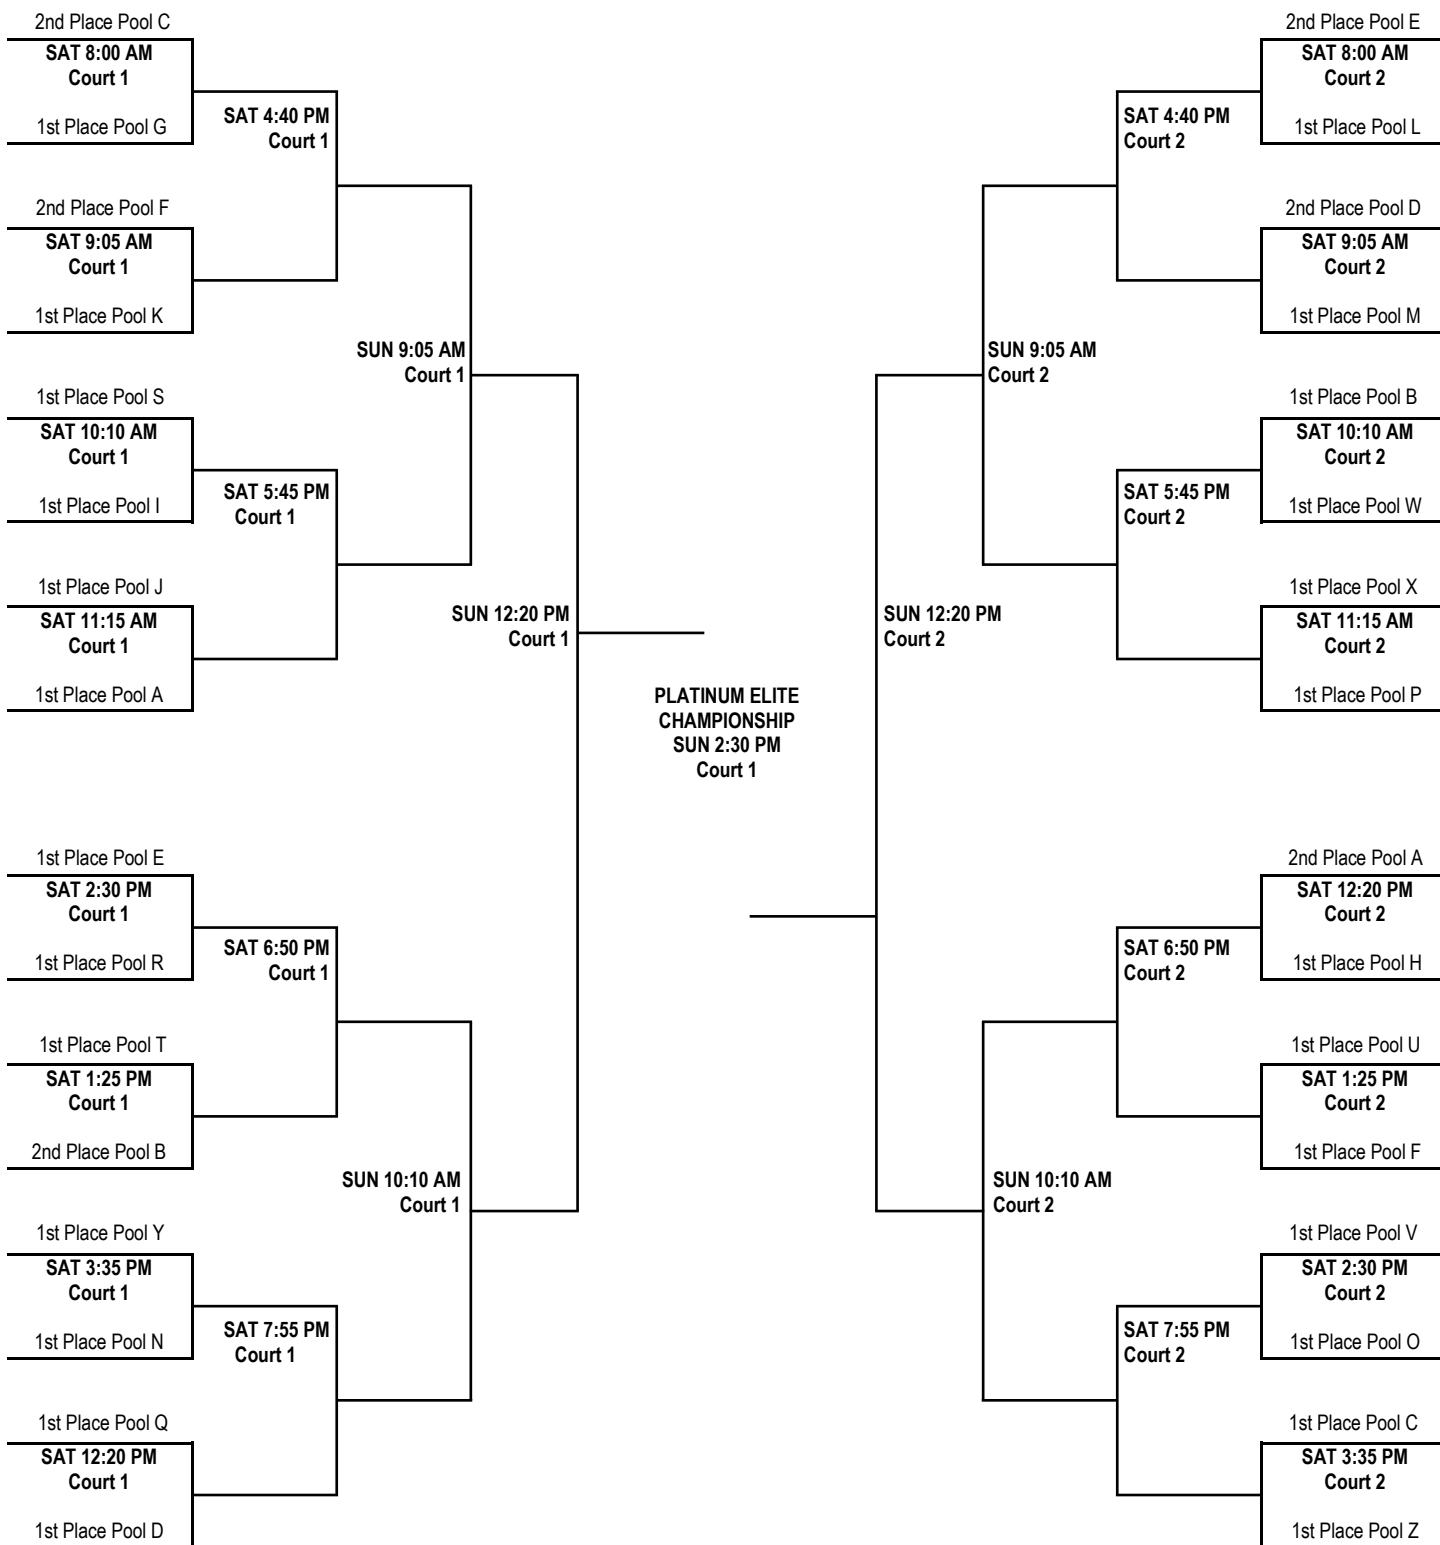 2nd Place Pool C
SAT 8:00 AM
Court 1
1st Place Pool G
2nd Place Pool F
SAT 9:05 AM
Court 1
1st Place Pool K
1st Place Pool S
SAT 10:10 AM
Court 1
1st Place Pool I
1st Place Pool J
SAT 11:15 AM
Court 1
1st Place Pool A
1st Place Pool E
SAT 2:30 PM
Court 1
1st Place Pool R
1st Place Pool T
SAT 1:25 PM
Court 1
2nd Place Pool B
1st Place Pool Y
SAT 3:35 PM
Court 1
1st Place Pool N
1st Place Pool Q
SAT 12:20 PM
Court 1
1st Place Pool D
SAT 4:40 PM
Court 1
SAT 5:45 PM
Court 1
SAT 6:50 PM
Court 1
SAT 7:55 PM
Court 1
SUN 9:05 AM
Court 1
SUN 10:10 AM
Court 1
SUN 12:20 PM
Court 1
PLATINUM ELITE
CHAMPIONSHIP
SUN 2:30 PM
Court 1
SUN 12:20 PM
Court 2
SUN 9:05 AM
Court 2
SUN 10:10 AM
Court 2
SAT 4:40 PM
Court 2
SAT 5:45 PM
Court 2
SAT 6:50 PM
Court 2
SAT 7:55 PM
Court 2
2nd Place Pool E
SAT 8:00 AM
Court 2
1st Place Pool L
2nd Place Pool D
SAT 9:05 AM
Court 2
1st Place Pool M
1st Place Pool B
SAT 10:10 AM
Court 2
1st Place Pool W
1st Place Pool X
SAT 11:15 AM
Court 2
1st Place Pool P
2nd Place Pool A
SAT 12:20 PM
Court 2
1st Place Pool H
1st Place Pool U
SAT 1:25 PM
Court 2
1st Place Pool F
1st Place Pool V
SAT 2:30 PM
Court 2
1st Place Pool O
1st Place Pool C
SAT 3:35 PM
Court 2
1st Place Pool Z